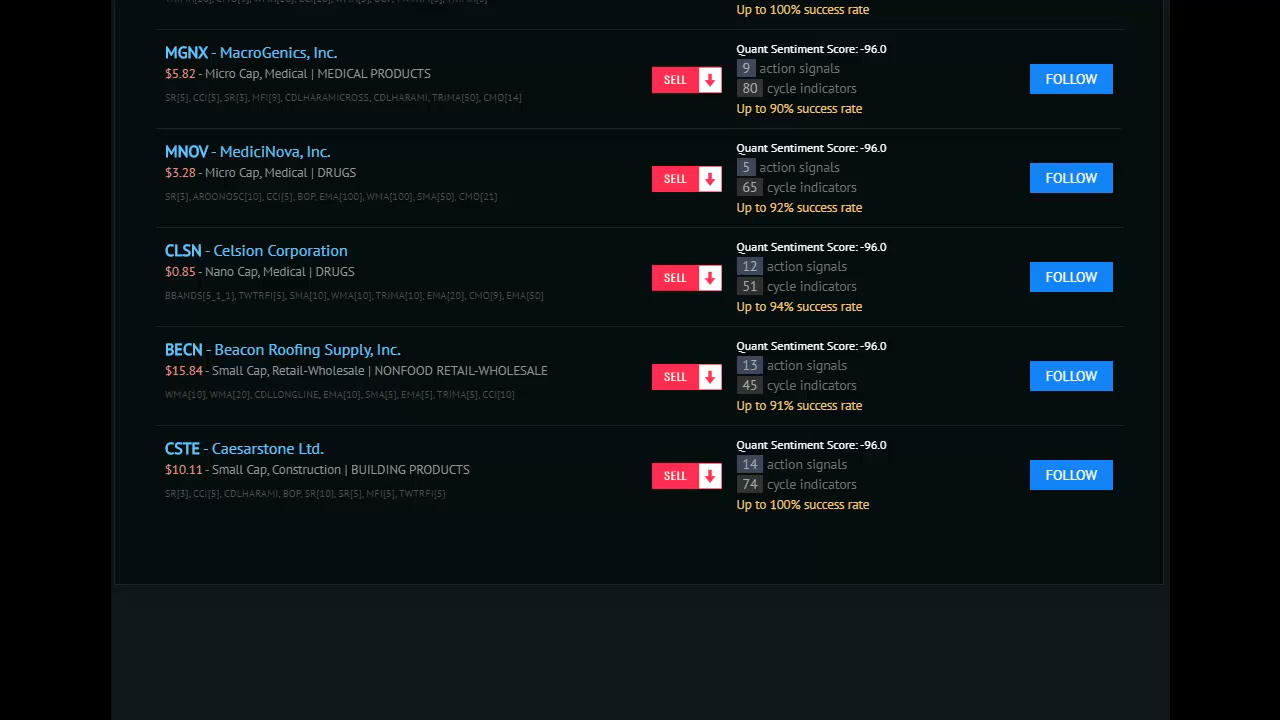 Up to 100% success rate
MGNX - MacroGenics, Inc.
$5.82 - Micro Cap, Medical | MEDICAL PRODUCTS
SR[5], CCI[5], SR[3], MFI[9], CDLHARAMICROSS, CDLHARAMI, TRIMA[50], CMO[14]
SELL
Quant Sentiment Score: -96.0
9 action signals
80 cycle indicators
Up to 90% success rate
FOLLOW
MNOV - MediciNova, Inc.
$3.28 - Micro Cap, Medical | DRUGS
SR[3], AROONOSC[10], CCI[5], BOP, EMA[100], WMA[100], SMA[50], CMO[21]
SELL
Quant Sentiment Score: -96.0
5 action signals
65 cycle indicators
Up to 92% success rate
FOLLOW
CLSN - Celsion Corporation
$0.85 - Nano Cap, Medical | DRUGS
BBANDS[5_1_1], TWTRFI[5], SMA[10], WMA[10], TRIMA[10], EMA[20], CMO[9], EMA[50]
SELL
Quant Sentiment Score: -96.0
12 action signals
51 cycle indicators
Up to 94% success rate
FOLLOW
BECN - Beacon Roofing Supply, Inc.
$15.84 - Small Cap, Retail-Wholesale | NONFOOD RETAIL-WHOLESALE
WMA[10], WMA[20], CDLLONGLINE, EMA[10], SMA[5], EMA[5], TRIMA[5], CCI[10]
SELL
Quant Sentiment Score: -96.0
13 action signals
45 cycle indicators
Up to 91% success rate
FOLLOW
CSTE - Caesarstone Ltd.
$10.11 - Small Cap, Construction | BUILDING PRODUCTS
SR[3], CCI[5], CDLHARAMI, BOP, SR[10], SR[5], MFI[5], TWTRFI[5]
SELL
Quant Sentiment Score: -96.0
14 action signals
74 cycle indicators
Up to 100% success rate
FOLLOW